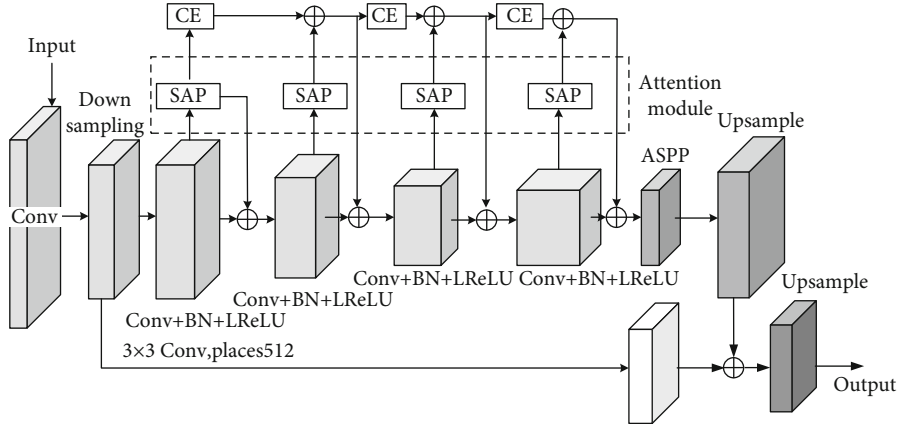 CE
CE
CE
Input
Down
sampling
SAP
SAP
SAP
SAP
Attention
module
Upsample
ASPP
Conv
Conv+BN+LReLU
Conv+BN+LReLU
Conv+BN+LReLU
Conv+BN+LReLU
Upsample
3×3 Conv,places512
Output